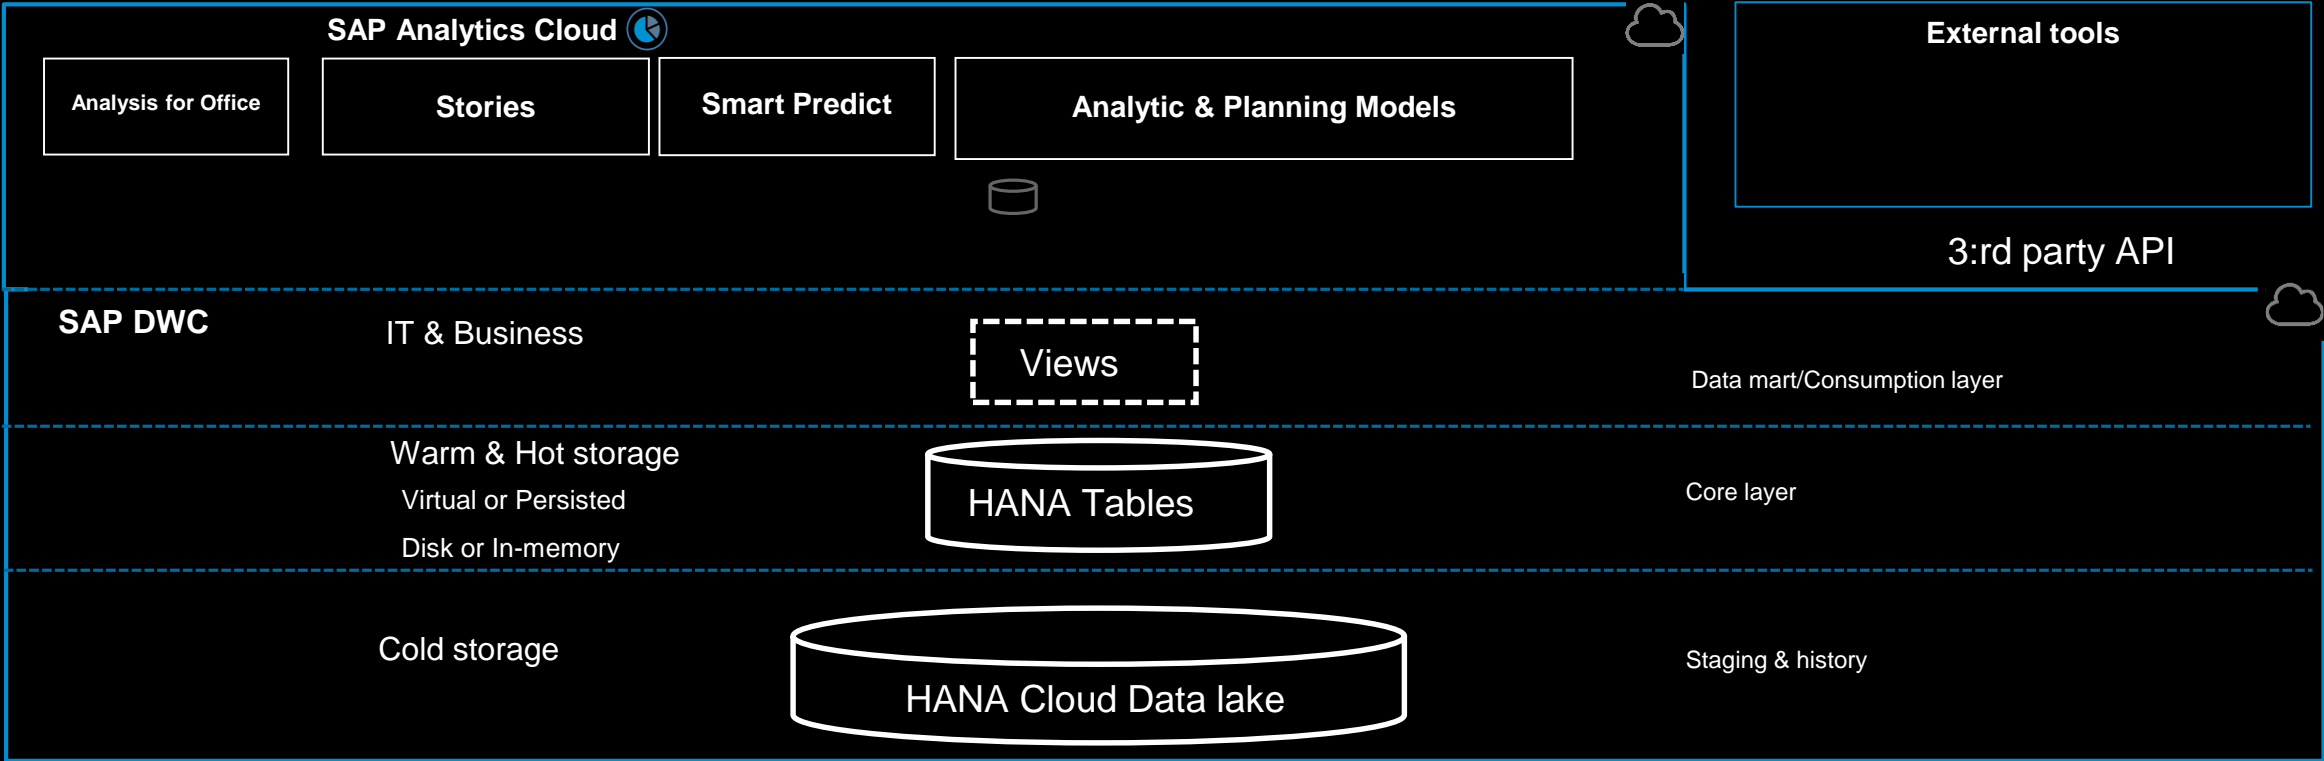 SAP Analytics Cloud
External tools
Analysis for Office
Stories
Smart Predict
Analytic & Planning Models
3:rd party API
SAP DWC
IT & Business
Views
Data mart/Consumption layer
Warm & Hot storage
Virtual or Persisted
Disk or In-memory
HANA Tables
Core layer
Cold storage
HANA Cloud Data lake
Staging & history